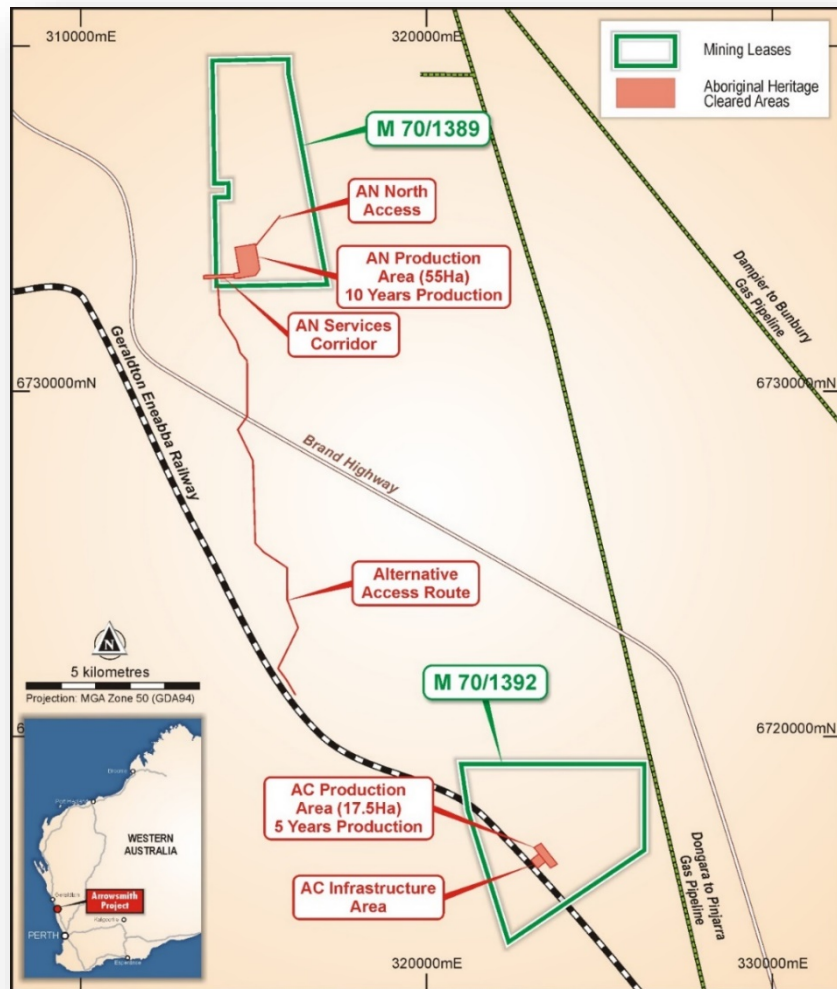 310000mE
320000mE
Mining Leases
Aboriginal Heritage
Cleared Areas
M 70/1389
AN North
Access
AN Production
Area (55Ha)
10 Years Production
AN Services
Corridor
Dampier to Bunbury
Gas Pipeline
Geraldton Eneabba Railway
6730000mN
6730000mN
Brand Highway
Alternative
Access Route
N
5 kilometres
Projection: MGA Zone 50 (GDA94)
M 70/1392
6720000mN
AC Production
Area (17.5Ha)
5 Years Production
AC Infrastructure
Area
Dongara to Pinjarra
Gas Pipeline
WESTERN
AUSTRALIA
Arrowsmith
Project
PERTH
320000mE
330000mE